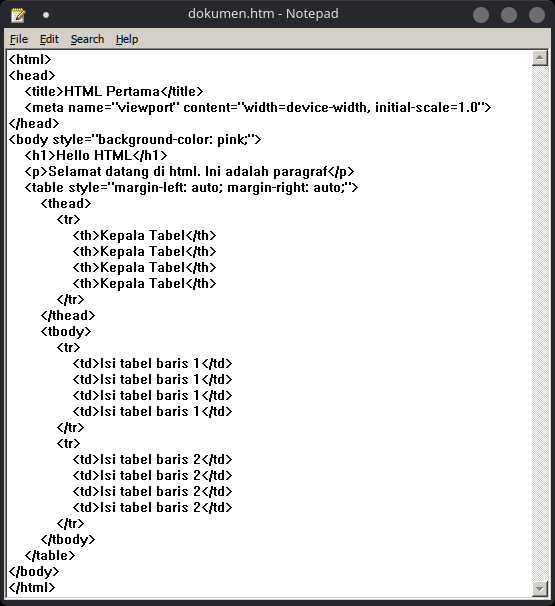 dokumen.htm - Notepad
File Edit Search Help
<html>
<head>
    <title>HTML Pertama</title>
    <meta name="viewport" content="width=device-width, initial-scale=1.0">
</head>
<body style="background-color: pink;">
    <h1>Hello HTML</h1>
    <p>Selamat datang di html. Ini adalah paragraf</p>
    <table style="margin-left: auto; margin-right: auto;">
        <thead>
            <tr>
                <th>Kepala Tabel</th>
                <th>Kepala Tabel</th>
                <th>Kepala Tabel</th>
                <th>Kepala Tabel</th>
            </tr>
        </thead>
        <tbody>
            <tr>
                <td>Isi tabel baris 1</td>
                <td>Isi tabel baris 1</td>
                <td>Isi tabel baris 1</td>
                <td>Isi tabel baris 1</td>
            </tr>
            <tr>
                <td>Isi tabel baris 2</td>
                <td>Isi tabel baris 2</td>
                <td>Isi tabel baris 2</td>
                <td>Isi tabel baris 2</td>
            </tr>
        </tbody>
    </table>
</body>
</html>